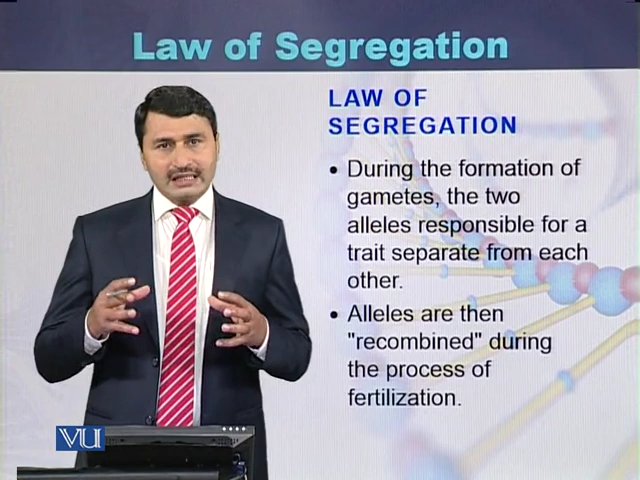 Law of Segregation
LAW OF
SEGREGATION
• During the formation of
gametes, the two
alleles responsible for a
trait separate from each
other.
• Alleles are then
"recombined" during
the process of
fertilization.
VU